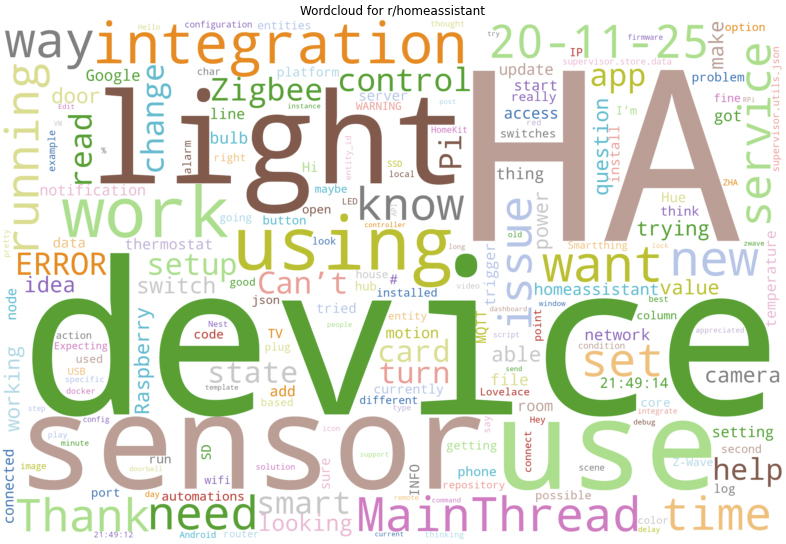 Wordcloud for r/homeassistant
way
integration
20-11-25
make
option
Hello
configuration
entities
thought
try
firmware
IP
supervisor.store.data
Google
char
platform
control
app
update
problem
service
door
Zigbee
server
WARNING
start
really
fine
RPi
running
Edit
VW
instance
post
read
change
light
HA
line
bulb
HomeKit
access
question
install
I'm
got
supervisor.utils.json
example
%
alarm
right
SSD
local
Pi
red
switches
Hi
entity_id
thing
ZHA
notification
maybe
LED
know
API
Hue
think
work
going
button
open
controller
power
trying
pretty
data
thermostat
look
using
long
issue
old
Smartthing
lock
zwave
ERROR
setup
good
Can't
house
#
video
trigger
want
new
temperature
idea
switch
hub
json
installed
homeassistant
value
node
device
Raspberry
tried
entity
MQTT
dashboard
window
best
column
action
Nest
code
TV
people
motion
script
point
network
condition
appreciated
Expecting
used
USB
state
plug
card
able
set
camera
specific
docker
template
add
based
currently
turn
send
different
file
21:49:14
working
step
config
type
Lovelace
room
core
integrate
sensor
use
play
minute
icon
say
Hey
debug
setting
SD
run
solution
support
getting
connect
second
image
doorbell
wifi
sure
INFO
phone
scene
Z-Wave
help
connected
port
day
automations
smart
remote
repository
command
possible
log
Thank
need
looking
MainThread
color
delay
time
21:49:12
Android
router
current
thinking